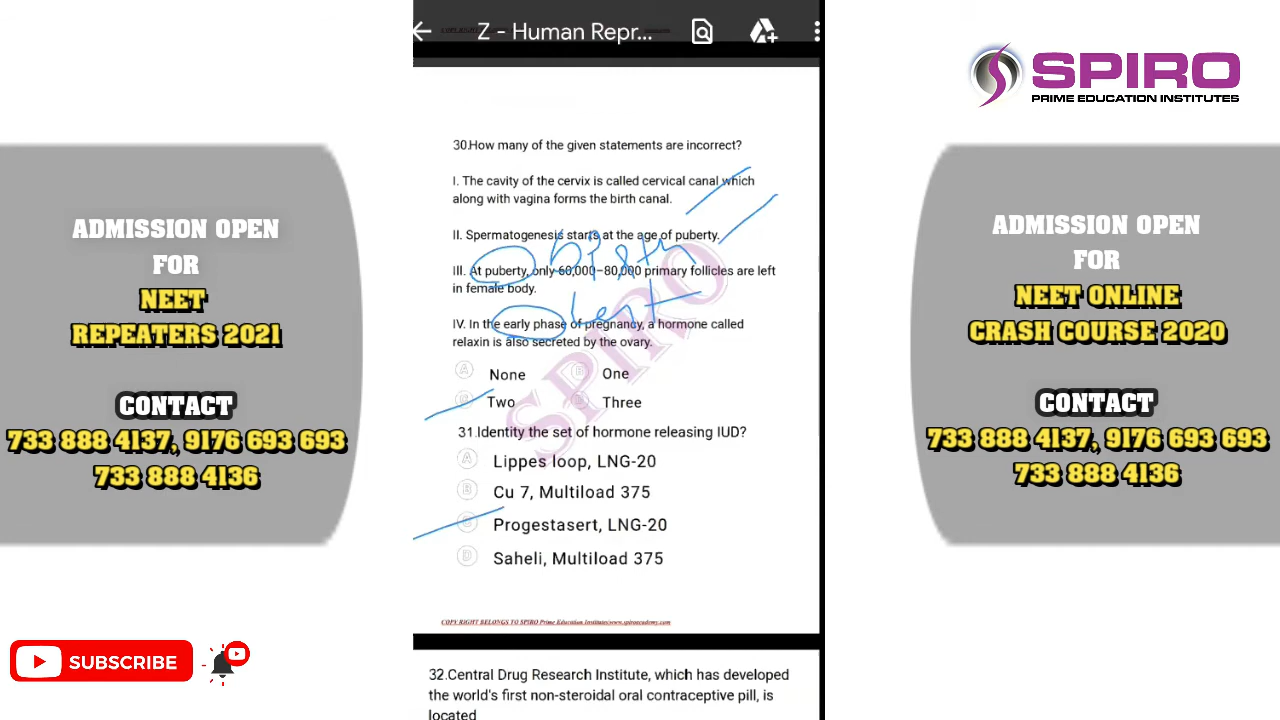 Z - Human Repr...
SPIRO
PRIME EDUCATION INSTITUTES
ADMISSION OPEN
FOR
NEET
REPEATERS 2021
CONTACT
733 888 4137, 9176 693 693
733 888 4136
30.How many of the given statements are incorrect?
I. The cavity of the cervix is called cervical canal which
along with vagina forms the birth canal.
II. Spermatogenesis starts at the age of puberty.
III. At puberty, only 60,000–80,000 primary follicles are left
in female body.
IV. In the early phase of pregnancy, a hormone called
relaxin is also secreted by the ovary.
A None
B One
Two
Three
31.Identity the set of hormone releasing IUD?
A Lippes loop, LNG-20
B Cu 7, Multiload 375
C Progestasert, LNG-20
D Saheli, Multiload 375
SPIRO
COPY RIGHT BELONGS TO SPIRO Prime Education Institutes|www.spiroacademy.com
32.Central Drug Research Institute, which has developed
the world's first non-steroidal oral contraceptive pill, is
located
ADMISSION OPEN
FOR
NEET ONLINE
CRASH COURSE 2020
CONTACT
733 888 4137, 9176 693 693
733 888 4136
SUBSCRIBE